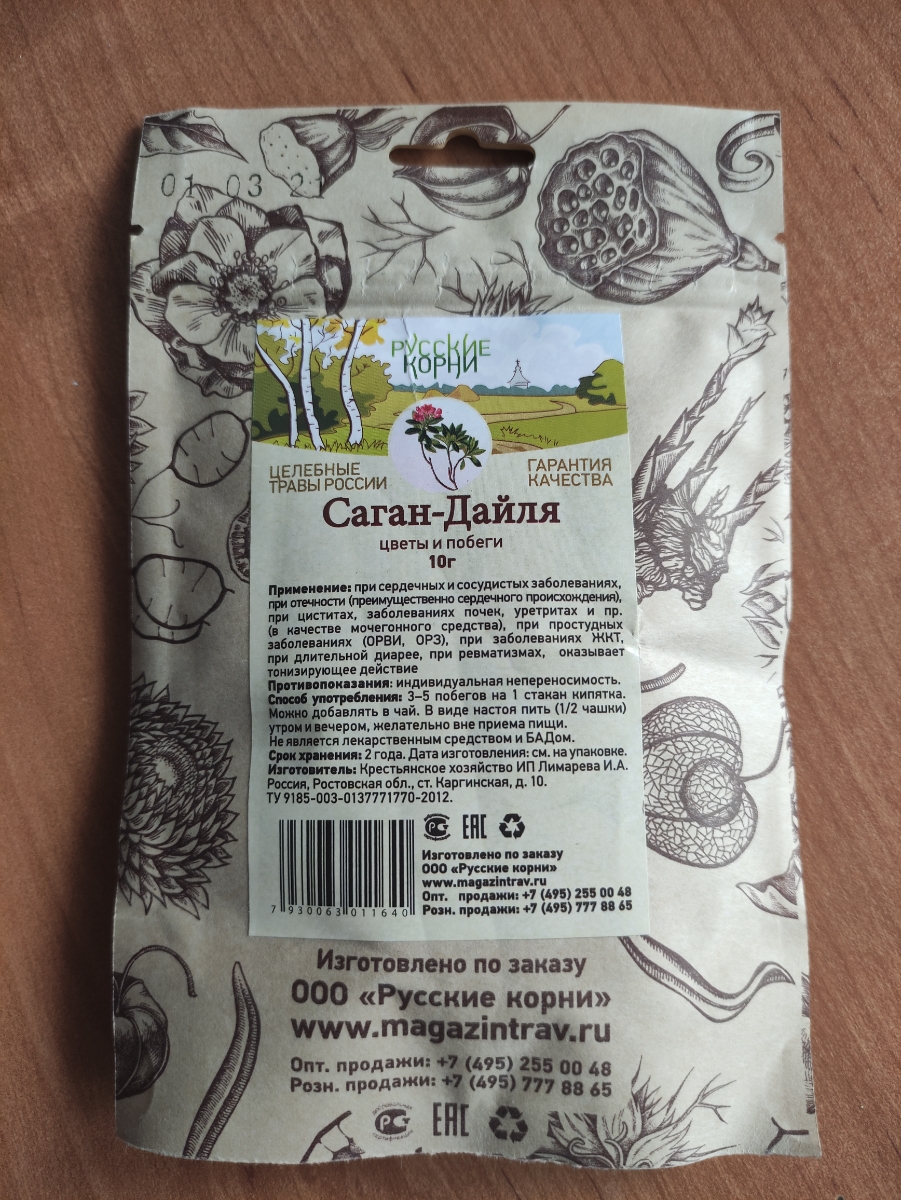 01 03 2
РУССКИЕ
КОРНИ
ЦЕЛЕБНЫЕ
ТРАВЫ РОССИИ
ГАРАНТИЯ
КАЧЕСТВА
Саган-Дайля
цветы и побеги
10г
Применение: при сердечных и сосудистых заболеваниях,
при отечности (преимущественно сердечного происхождения),
при циститах, заболеваниях почек, уретритах и пр.
(в качестве мочегонного средства), при простудных
заболеваниях (ОРВИ, ОРЗ), при заболеваниях ЖКТ,
при длительной диарее, при ревматизмах, оказывает
тонизирующее действие
Противопоказания: индивидуальная непереносимость.
Способ употребления: 3–5 побегов на 1 стакан кипятка.
Можно добавлять в чай. В виде настоя пить (1/2 чашки)
утром и вечером, желательно вне приема пищи.
Не является лекарственным средством и БАДом.
Срок хранения: 2 года. Дата изготовления: см. на упаковке.
Изготовитель: Крестьянское хозяйство ИП Лимарева И.А.
Россия, Ростовская обл., ст. Каргинская, д. 10.
ТУ 9185-003-0137771770-2012.
РС ЕАС
Изготовлено по заказу
ООО «Русские корни»
www.magazintrav.ru
Опт. продажи: +7 (495) 255 00 48
Розн. продажи: +7 (495) 777 88 65
7 930063 011640
Изготовлено по заказу
ООО «Русские корни»
www.magazintrav.ru
Опт. продажи: +7 (495) 255 00 48
Розн. продажи: +7 (495) 777 88 65
РС ЕАС